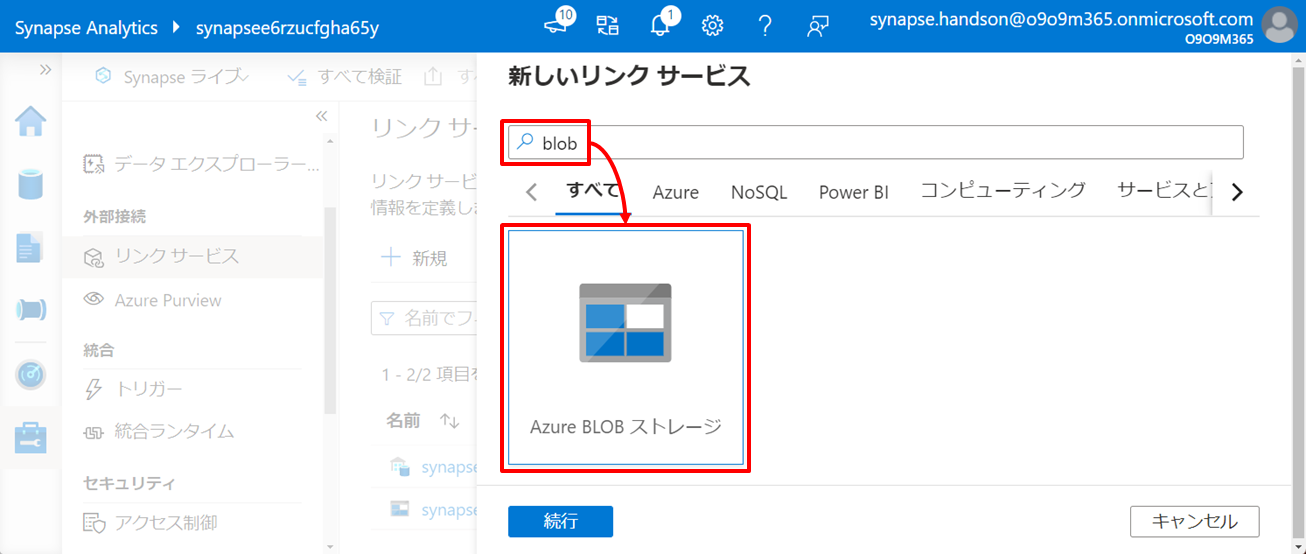 Synapse Analytics
synapsee6rzucfgha65y
10
1
synapse.handson@o9o9m365.onmicrosoft.com
O9O9M365
Synapse ライブ
すべて検証
データ エクスプローラー...
外部接続
リンク サービス
Azure Purview
統合
トリガー
統合ランタイム
セキュリティ
アクセス制御
リンク サ
リンク サービ
情報を定義しま
新規
名前でフ
1 - 2/2 項目を
名前
synapse
synapse
新しいリンク サービス
blob
すべて
Azure
NoSQL
Power BI
コンピューティング
サービスと
Azure BLOB ストレージ
続行
キャンセル